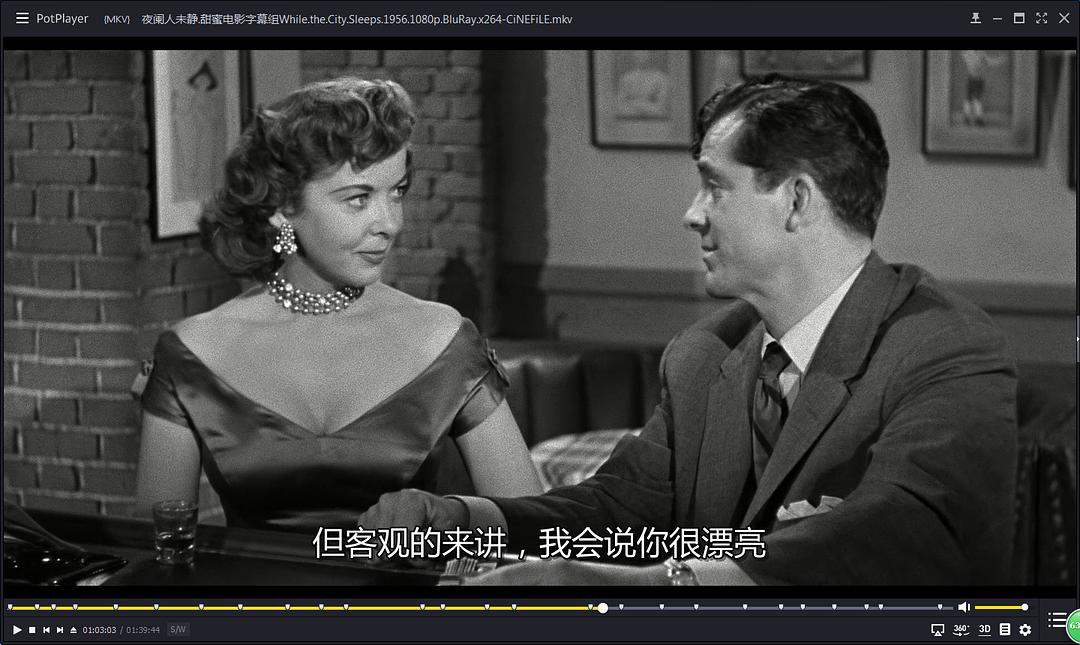 PotPlayer (MKV) 夜阑人未静.甜蜜电影字幕组While.the.City.Sleeps.1956.1080p.BluRay.x264-CiNEFiLE.mkv
但客观的来讲，我会说你很漂亮
01:03:03 / 01:39:44 S/W 360° 3D
63